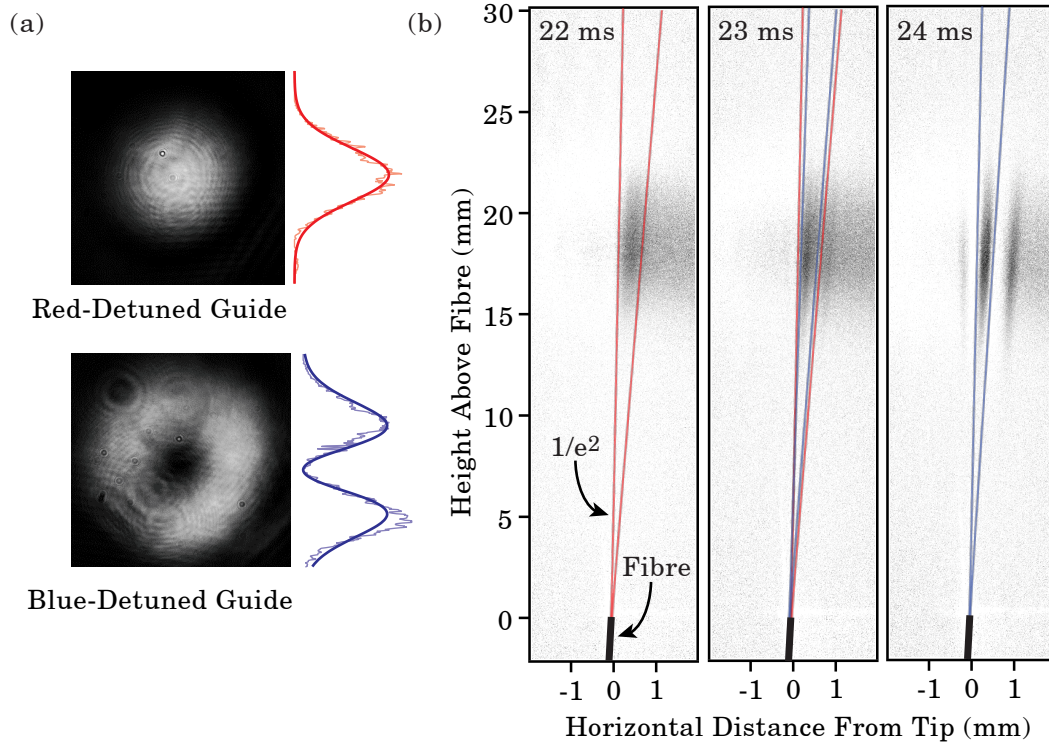 (a)
Red-Detuned Guide
Blue-Detuned Guide
(b)
Height Above Fibre (mm)
30
25
20
15
10
5
0
22 ms
23 ms
24 ms
1/e²
Fibre
-1 0 1
-1 0 1
-1 0 1
Horizontal Distance From Tip (mm)